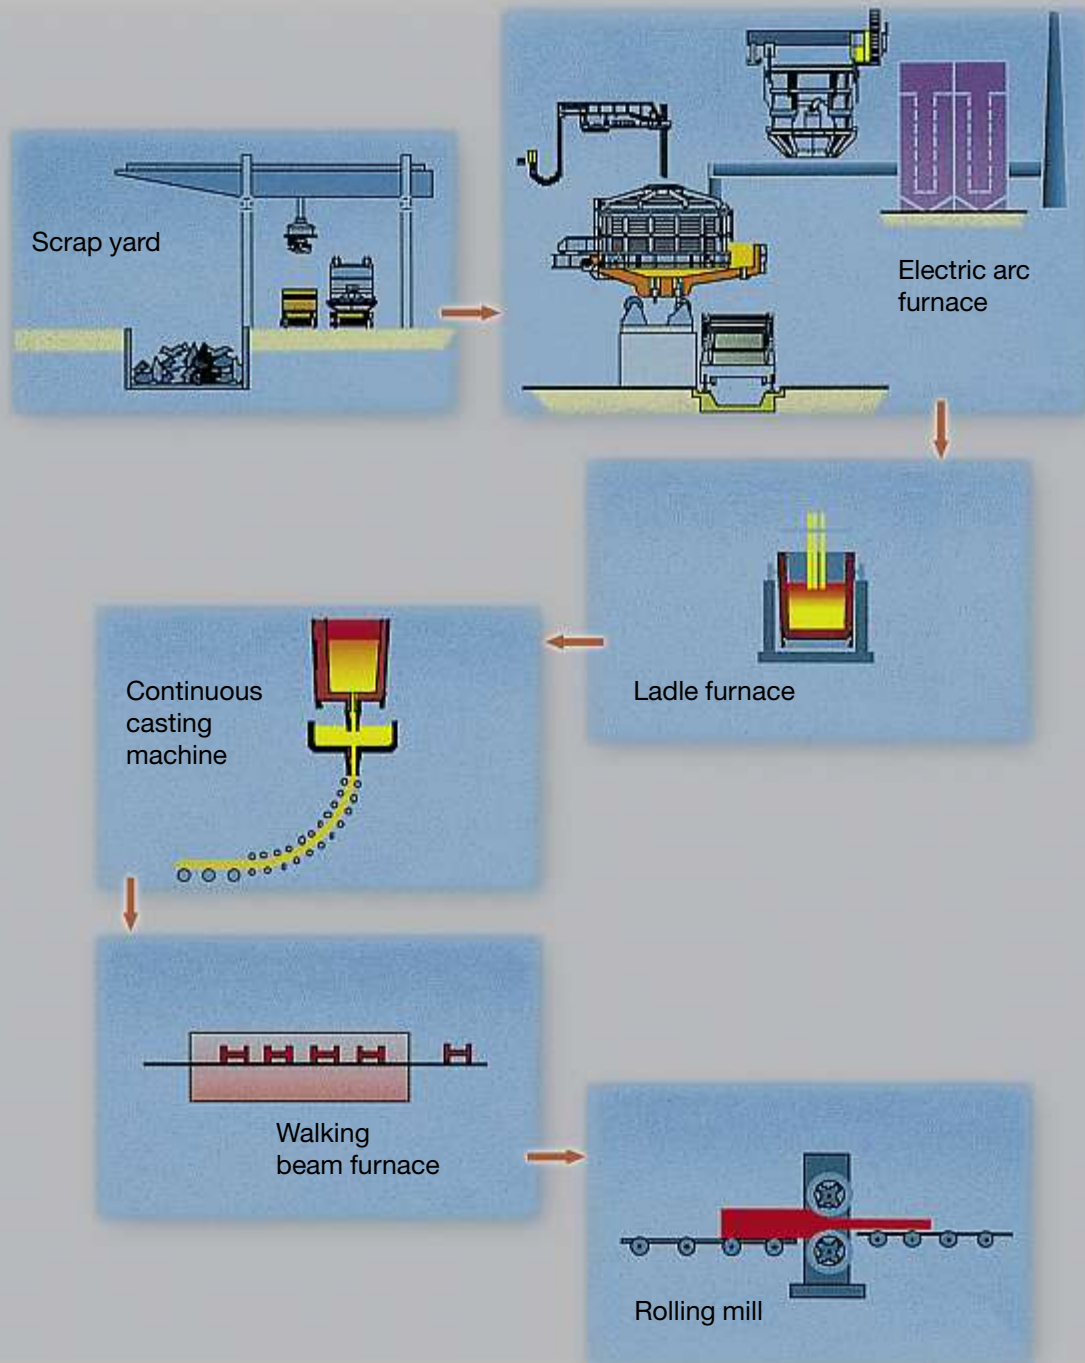 Scrap yard
Electric arc
furnace
Ladle furnace
Continuous
casting
machine
Walking
beam furnace
Rolling mill